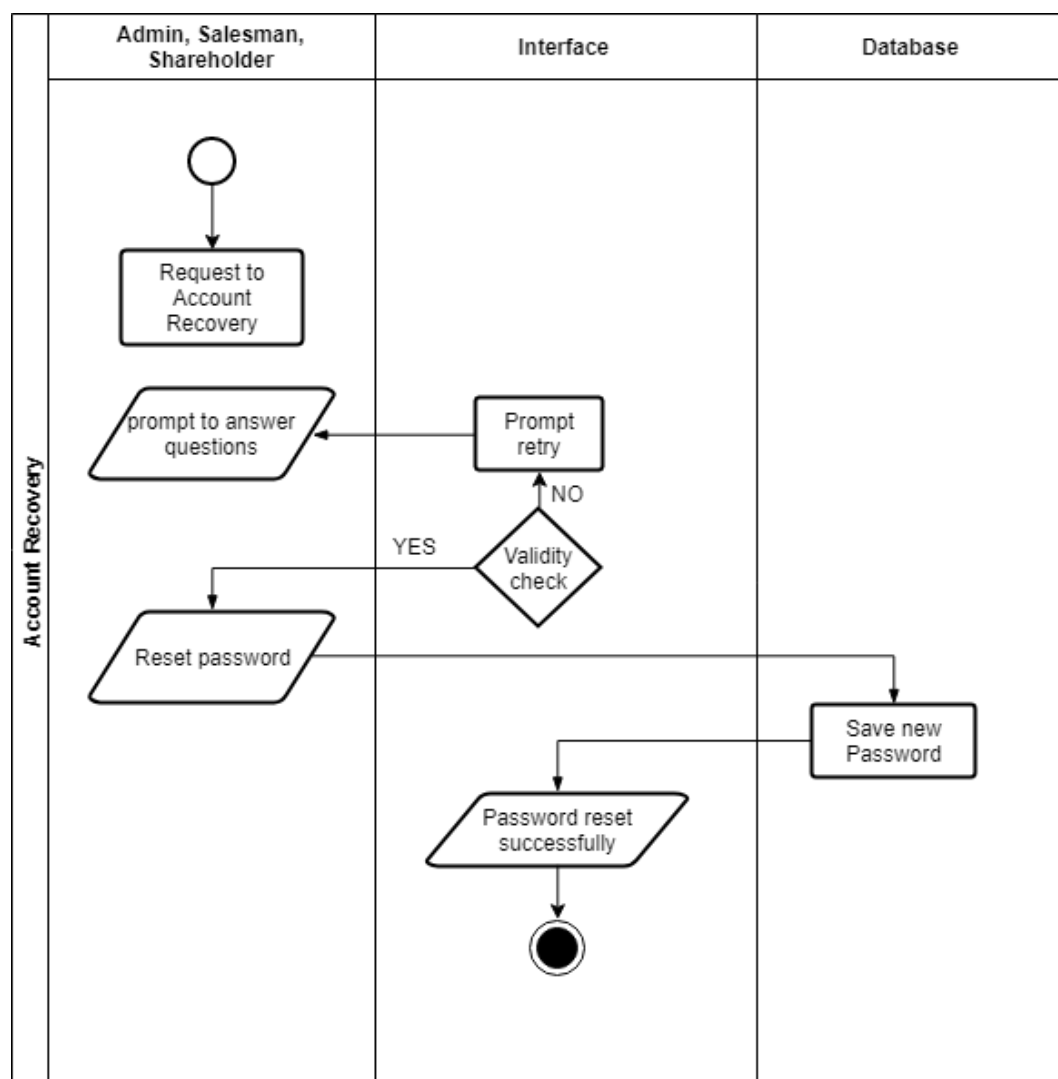 Admin, Salesman,
Shareholder
Interface
Database
Account Recovery
Request to
Account
Recovery
prompt to answer
questions
Prompt
retry
NO
YES
Validity
check
Reset password
Save new
Password
Password reset
successfully